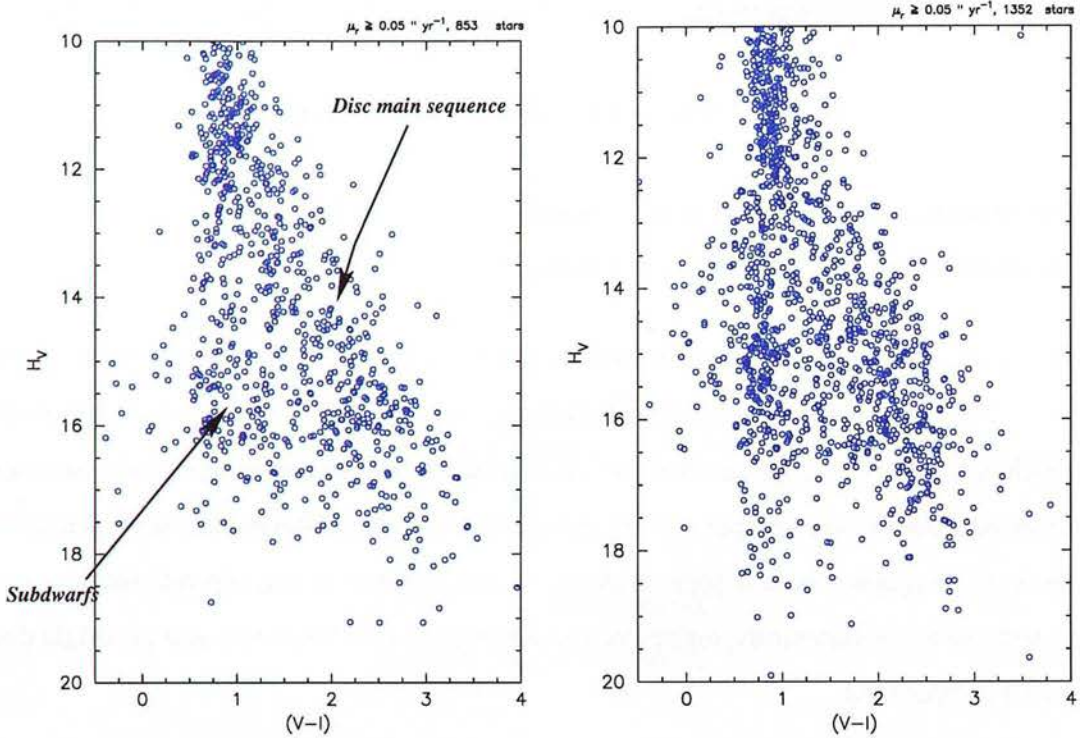 μr ≥ 0.05 " yr⁻¹, 853 stars
10
12
14
16
18
20
HV
0
1
2
3
4
(V−I)
Disc main sequence
Subdwarfs
μr ≥ 0.05 " yr⁻¹, 1352 stars
10
12
14
16
18
20
HV
0
1
2
3
4
(V−I)